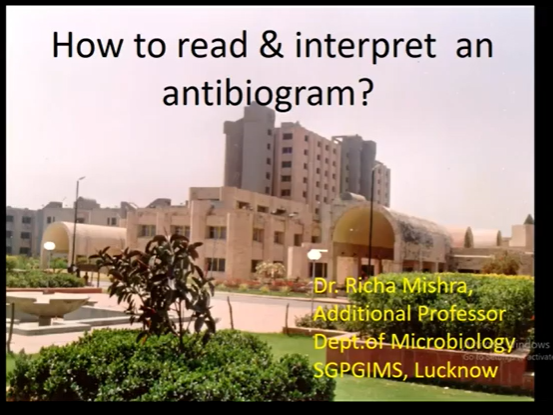 How to read & interpret an
antibiogram?
Dr. Richa Mishra,
Additional Professor
Dept.of Microbiology
SGPGIMS, Lucknow